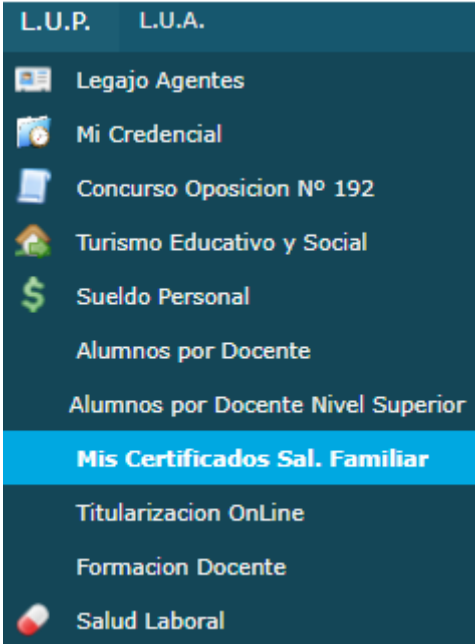 L.U.P. L.U.A.
Legajo Agentes
Mi Credencial
Concurso Oposicion Nº 192
Turismo Educativo y Social
Sueldo Personal
Alumnos por Docente
Alumnos por Docente Nivel Superior
Mis Certificados Sal. Familiar
Titularizacion OnLine
Formacion Docente
Salud Laboral